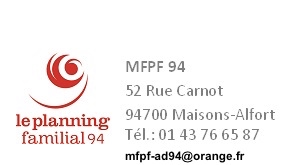 le planning
familial 94
MFPF 94
52 Rue Carnot
94700 Maisons-Alfort
Tél.: 01 43 76 65 87
mfpf-ad94@orange.fr